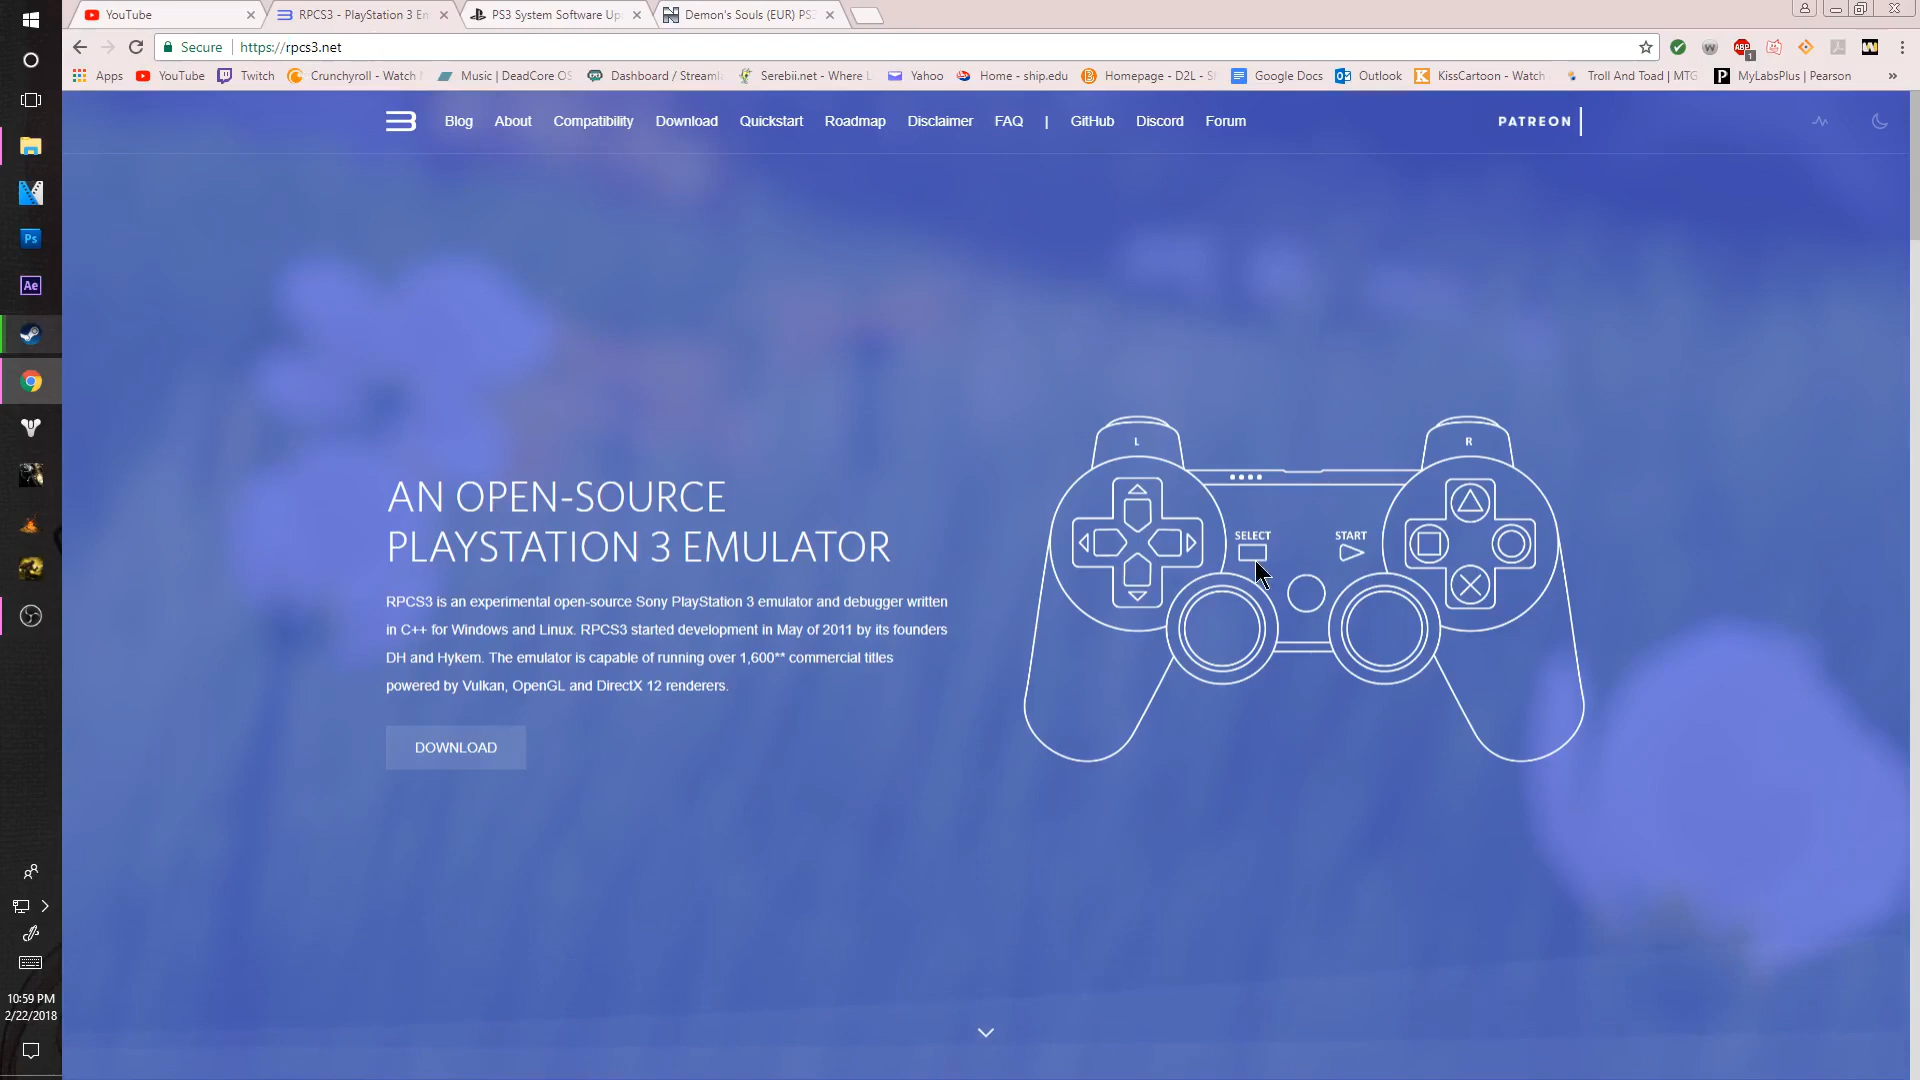 YouTube
RPCS3 - PlayStation 3 Em
PS3 System Software Up
Demon's Souls (EUR) PS3
Secure
https://rpcs3.net
ABP
1
Apps
YouTube
Twitch
Crunchyroll - Watch
Music | DeadCore OS
Dashboard / Streaml
Serebii.net - Where L
Yahoo
Home - ship.edu
Homepage - D2L - S
Google Docs
Outlook
KissCartoon - Watch
Troll And Toad | MTG
MyLabsPlus | Pearson
Blog
About
Compatibility
Download
Quickstart
Roadmap
Disclaimer
FAQ
|
GitHub
Discord
Forum
PATREON
Ps
Ae
L
R
SELECT
START
AN OPEN-SOURCE
PLAYSTATION 3 EMULATOR
RPCS3 is an experimental open-source Sony PlayStation 3 emulator and debugger written
in C++ for Windows and Linux. RPCS3 started development in May of 2011 by its founders
DH and Hykem. The emulator is capable of running over 1,600** commercial titles
powered by Vulkan, OpenGL and DirectX 12 renderers.
DOWNLOAD
10:59 PM
2/22/2018